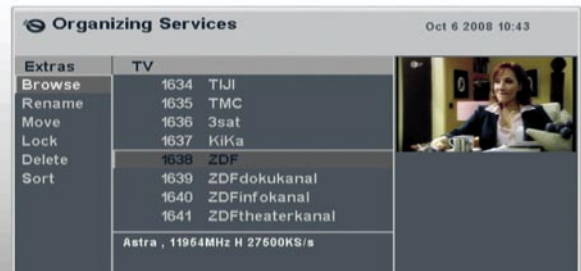 Organizing Services
Oct 6 2008 10:43
Extras
Browse
Rename
Move
Lock
Delete
Sort
TV
1634 TIJI
1635 TMC
1636 3sat
1637 KiKa
1638 ZDF
1639 ZDFdokukanal
1640 ZDFinfokanal
1641 ZDFtheaterkanal
Astra , 11954MHz H 27500KS/s